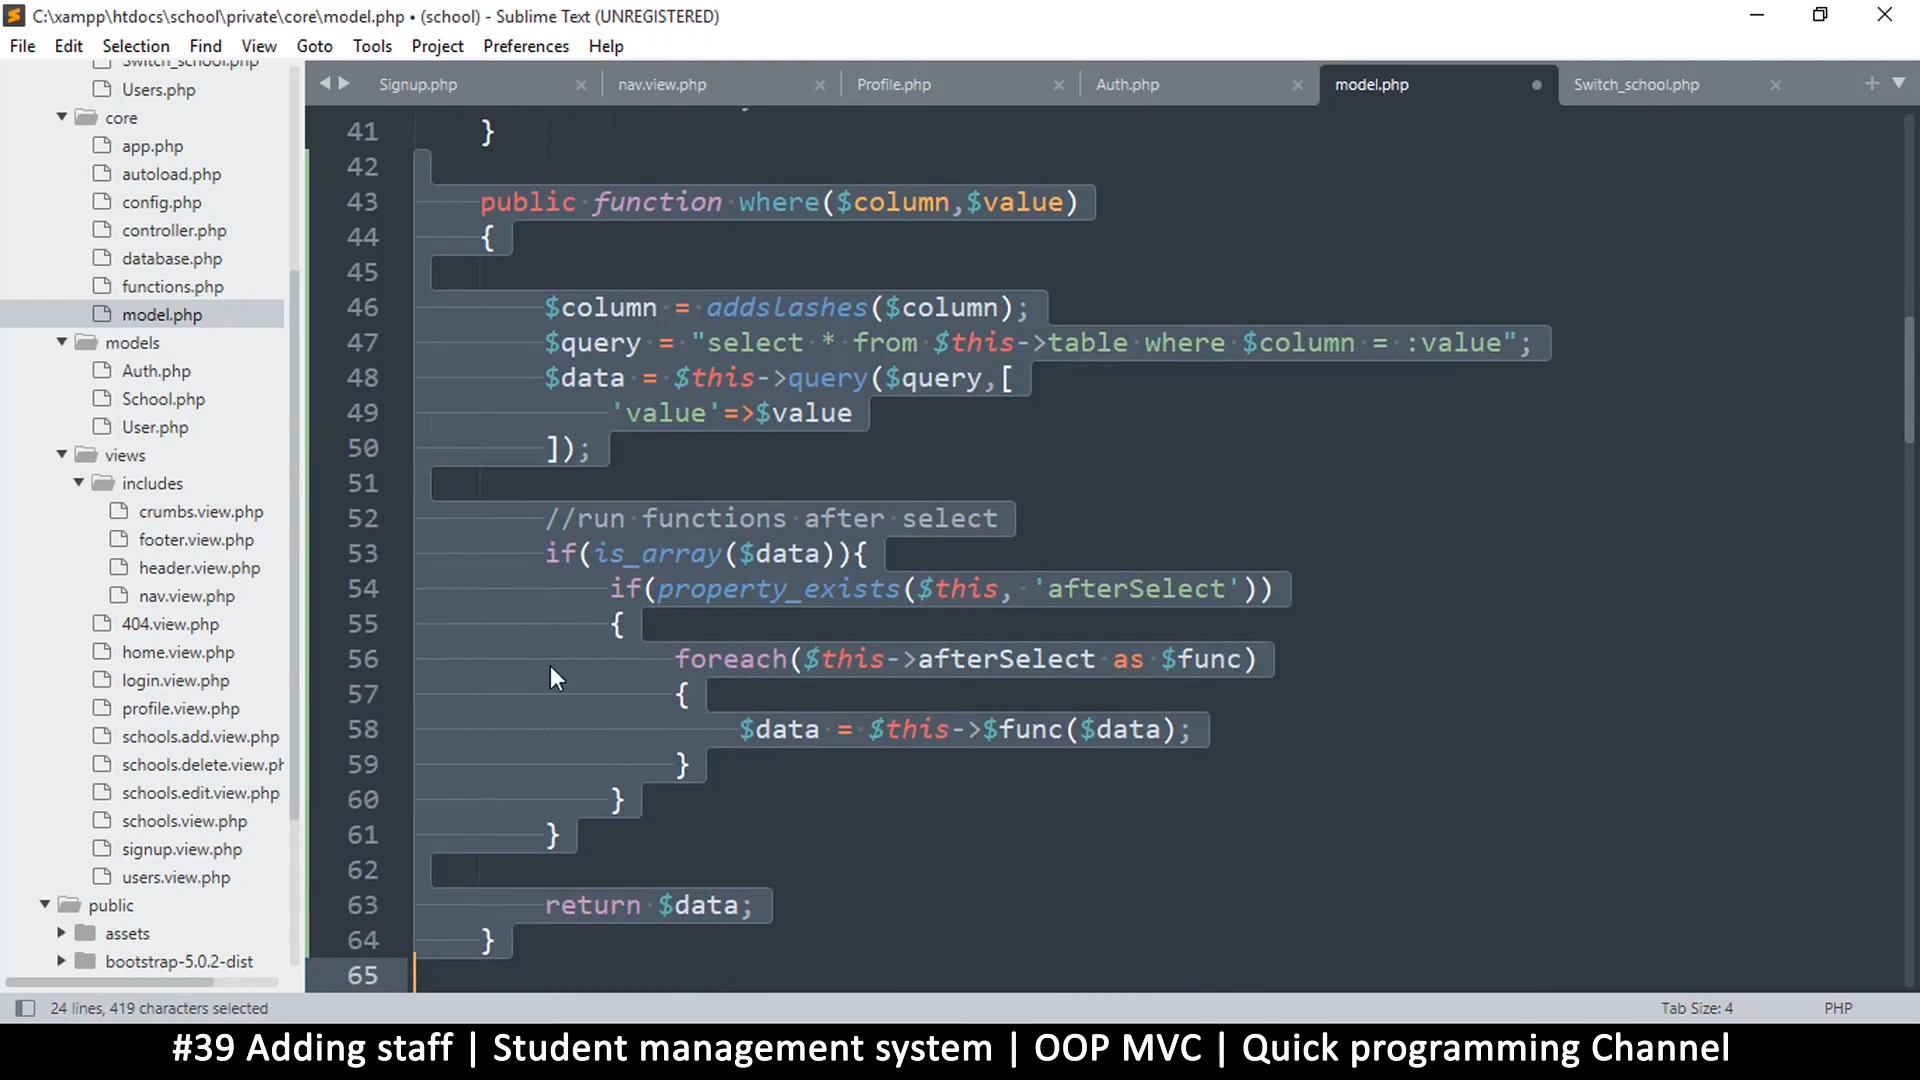 C:\xampp\htdocs\school\private\core\model.php • (school) - Sublime Text (UNREGISTERED)
File Edit Selection Find View Goto Tools Project Preferences Help
Switch_school.php
Users.php
core
app.php
autoload.php
config.php
controller.php
database.php
functions.php
model.php
models
Auth.php
School.php
User.php
views
includes
crumbs.view.php
footer.view.php
header.view.php
nav.view.php
404.view.php
home.view.php
login.view.php
profile.view.php
schools.add.view.php
schools.delete.view.ph
schools.edit.view.php
schools.view.php
signup.view.php
users.view.php
public
assets
bootstrap-5.0.2-dist
Signup.php nav.view.php Profile.php Auth.php model.php Switch_school.php
41 }
42
43 public function where($column,$value)
44 {
45
46 $column = addslashes($column);
47 $query = "select * from $this->table where $column = :value";
48 $data = $this->query($query,[
49 'value'=>$value
50 ]);
51
52 //run functions after select
53 if(is_array($data)){
54 if(property_exists($this, 'afterSelect'))
55 {
56 foreach($this->afterSelect as $func)
57 {
58 $data = $this->$func($data);
59 }
60 }
61 }
62
63 return $data;
64 }
65
24 lines, 419 characters selected Tab Size: 4 PHP
#39 Adding staff | Student management system | OOP MVC | Quick programming Channel